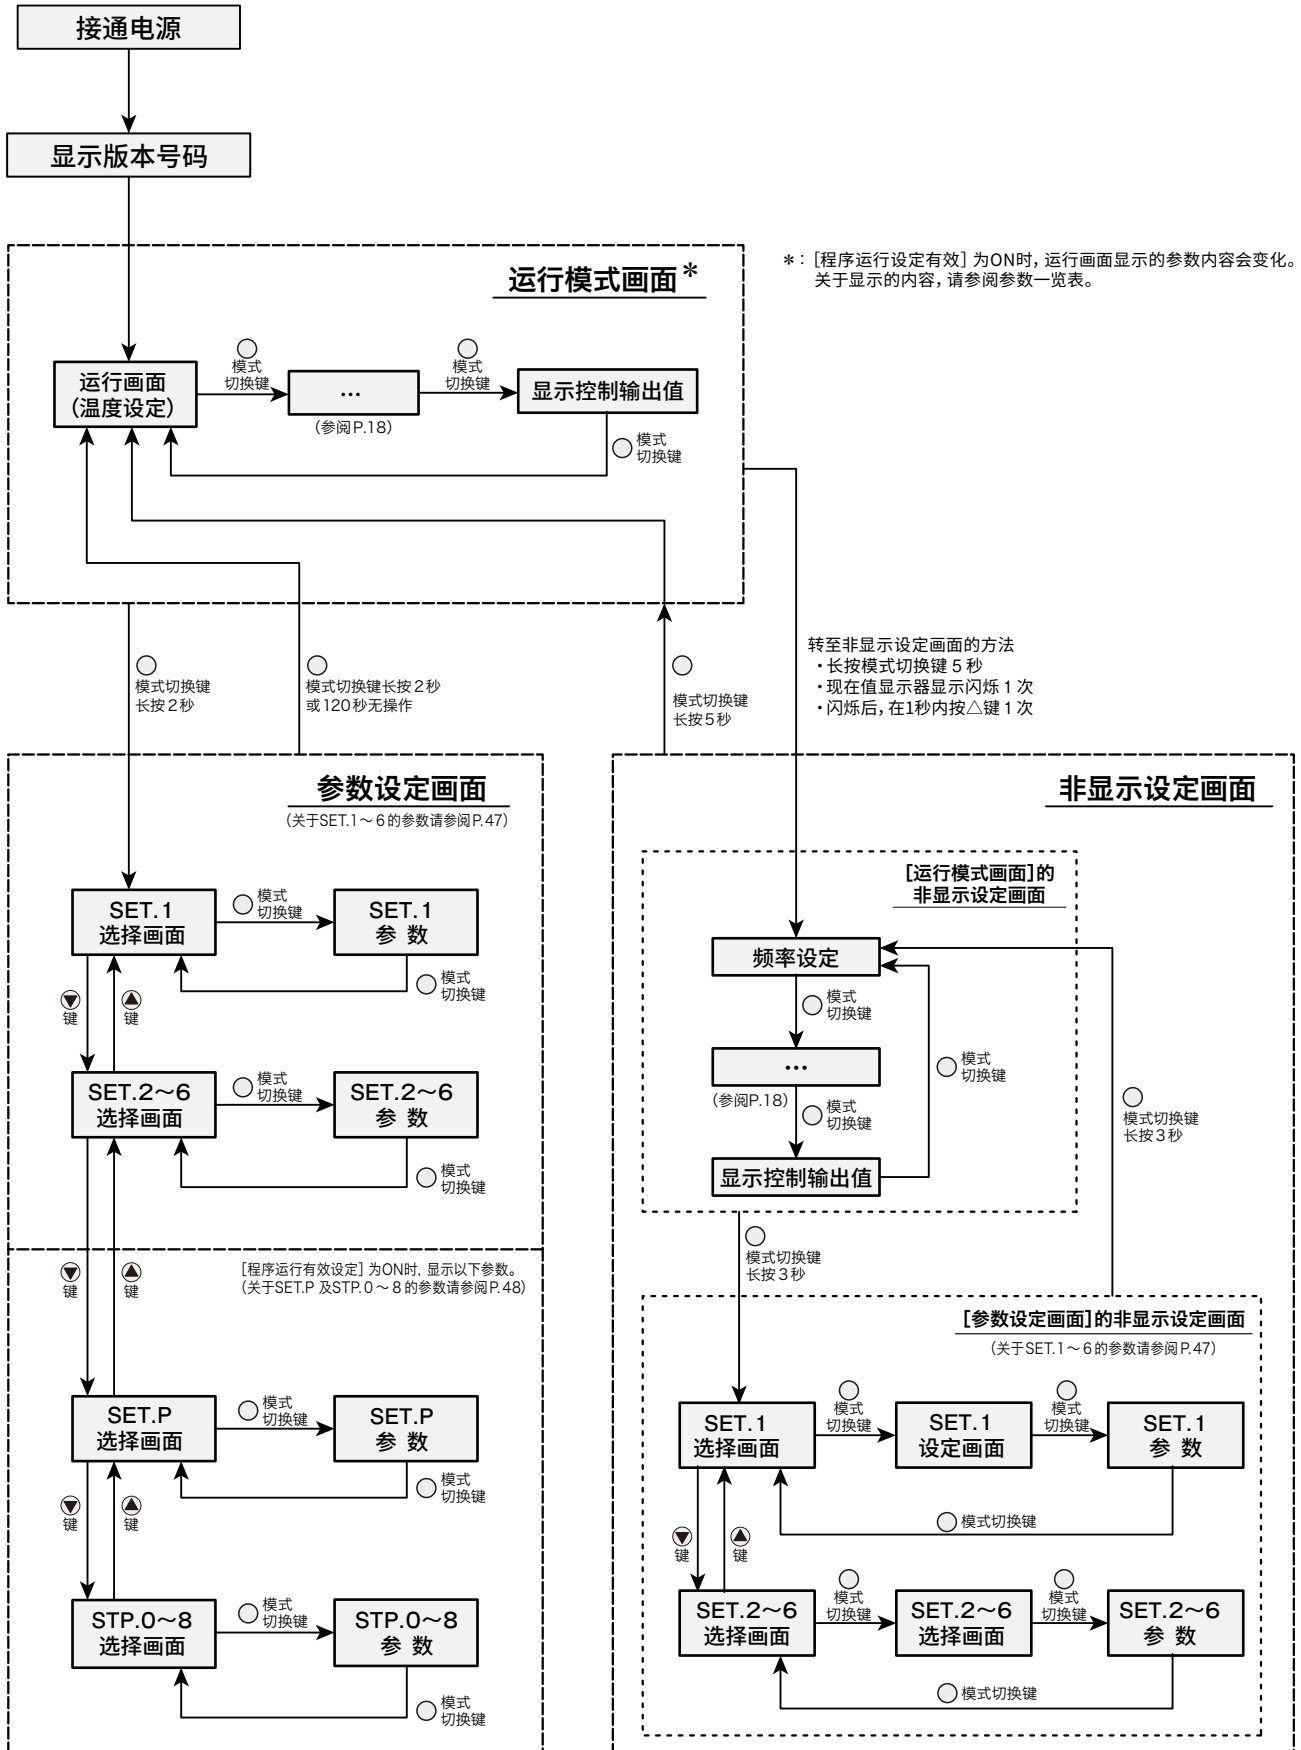 接通电源
显示版本号码
运行模式画面*
*：[程序运行设定有效] 为ON时，运行画面显示的参数内容会变化。
关于显示的内容，请参阅参数一览表。
运行画面
（温度设定）
模式
切换键
…
（参阅P.18）
模式
切换键
显示控制输出值
模式
切换键
模式切换键
长按2秒
模式切换键长按2秒
或120秒无操作
模式切换键
长按5秒
转至非显示设定画面的方法
・长按模式切换键 5 秒
・现在值显示器显示闪烁 1 次
・闪烁后，在1秒内按△键 1 次
参数设定画面
（关于SET.1～6的参数请参阅P.47）
SET.1
选择画面
模式
切换键
SET.1
参 数
模式
切换键
键
键
SET.2～6
选择画面
模式
切换键
SET.2～6
参 数
模式
切换键
键
键
[程序运行有效设定] 为ON时，显示以下参数。
（关于SET.P 及STP.0～8的参数请参阅P.48）
SET.P
选择画面
模式
切换键
SET.P
参 数
模式
切换键
键
键
STP.0～8
选择画面
模式
切换键
STP.0～8
参 数
模式
切换键
非显示设定画面
[运行模式画面]的
非显示设定画面
频率设定
模式
切换键
…
（参阅P.18）
模式
切换键
显示控制输出值
模式
切换键
模式切换键
长按3秒
模式切换键
长按3秒
[参数设定画面]的非显示设定画面
（关于SET.1～6的参数请参阅P.47）
SET.1
选择画面
模式
切换键
SET.1
设定画面
模式
切换键
SET.1
参 数
模式切换键
键
键
SET.2～6
选择画面
模式
切换键
SET.2～6
选择画面
模式
切换键
SET.2～6
参 数
模式切换键